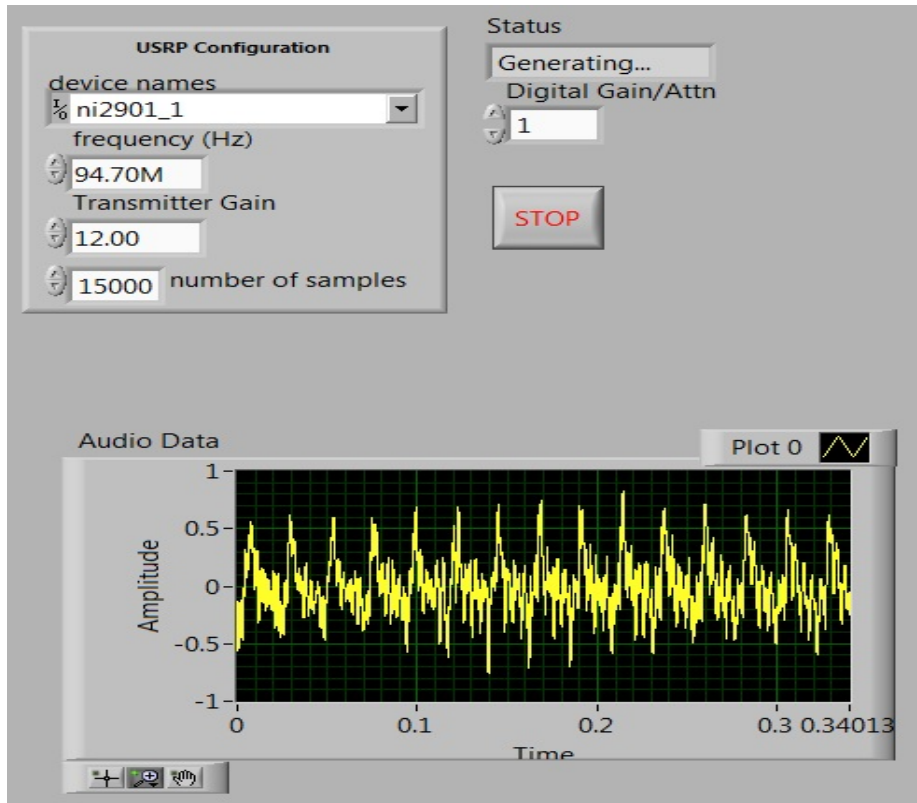 USRP Configuration
device names
I/O ni2901_1
frequency (Hz)
94.70M
Transmitter Gain
12.00
15000 number of samples
Status
Generating...
Digital Gain/Attn
1
STOP
Audio Data
Plot 0
Amplitude
1
0.5
0
-0.5
-1
0 0.1 0.2 0.3 0.34013
Time